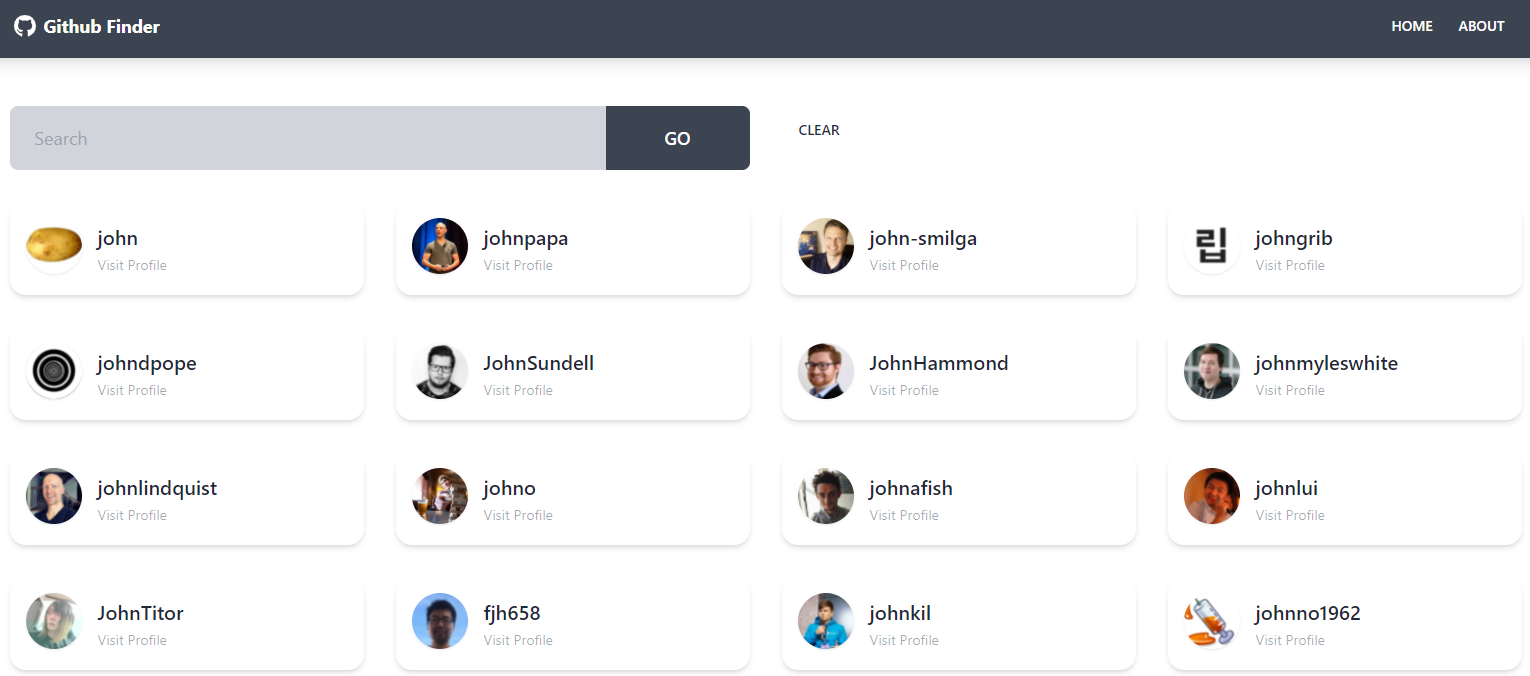 Github Finder
HOME
ABOUT
Search
GO
CLEAR
john
Visit Profile
johnpapa
Visit Profile
john-smilga
Visit Profile
립
johngrib
Visit Profile
johndpope
Visit Profile
JohnSundell
Visit Profile
JohnHammond
Visit Profile
johnmyleswhite
Visit Profile
johnlindquist
Visit Profile
johno
Visit Profile
johnafish
Visit Profile
johnlui
Visit Profile
JohnTitor
Visit Profile
fjh658
Visit Profile
johnkil
Visit Profile
johnno1962
Visit Profile